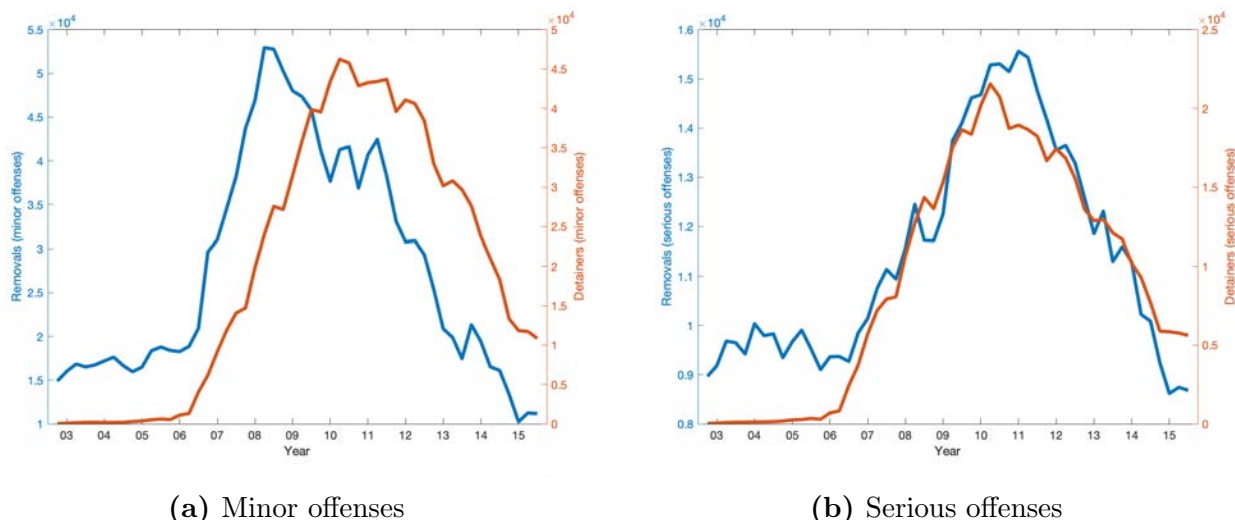 ×10⁴ ×10⁴
5.5 5
5 4.5
4.5 4
4 3.5
3.5 3
3 2.5
2.5 2
2 1.5
1.5 1
1 0.5
0
Removals (minor offenses)
Detainers (minor offenses)
03 04 05 06 07 08 09 10 11 12 13 14 15
Year
(a) Minor offenses
×10⁴ ×10⁴
1.6 2.5
1.5 2
1.4 1.5
1.3 1
1.2 0.5
1.1 0
1
0.9
0.8
Removals (serious offenses)
Detainers (serious offenses)
03 04 05 06 07 08 09 10 11 12 13 14 15
Year
(b) Serious offenses